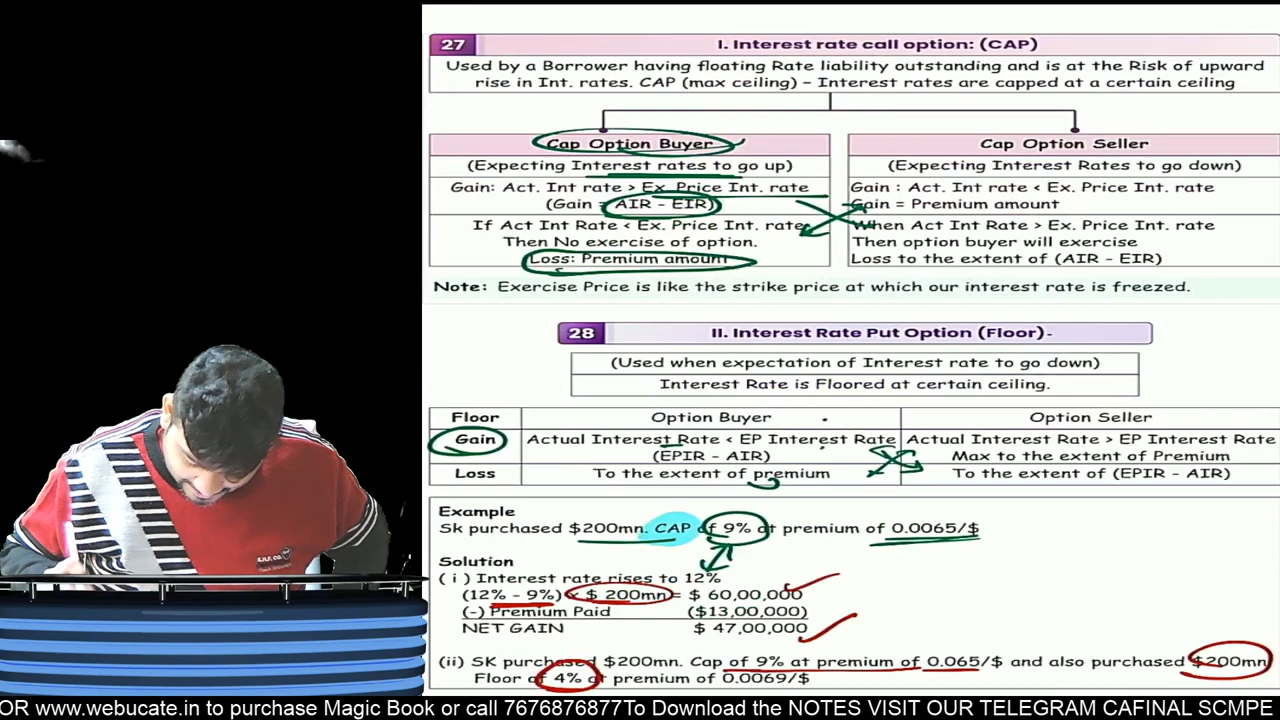 27
I. Interest rate call option: (CAP)
Used by a Borrower having floating Rate liability outstanding and is at the Risk of upward
rise in Int. rates. CAP (max ceiling) – Interest rates are capped at a certain ceiling
Cap Option Buyer
(Expecting Interest rates to go up)
Gain: Act. Int rate > Ex. Price Int. rate
(Gain = AIR - EIR)
If Act Int Rate < Ex. Price Int. rate
Then No exercise of option.
Loss: Premium amount
Cap Option Seller
(Expecting Interest Rates to go down)
Gain : Act. Int rate < Ex. Price Int. rate
Gain = Premium amount
When Act Int Rate > Ex. Price Int. rate
Then option buyer will exercise
Loss to the extent of (AIR - EIR)
Note: Exercise Price is like the strike price at which our interest rate is freezed.
28
II. Interest Rate Put Option (Floor)-
(Used when expectation of Interest rate to go down)
Interest Rate is Floored at certain ceiling.
Floor Option Buyer Option Seller
Gain Actual Interest Rate < EP Interest Rate Actual Interest Rate > EP Interest Rate
(EPIR - AIR) Max to the extent of Premium
Loss To the extent of premium To the extent of (EPIR - AIR)
Example
Sk purchased $200mn. CAP of 9% at premium of 0.0065/$
Solution
(i) Interest rate rises to 12%
(12% - 9%) × $ 200mn = $ 60,00,000
(-) Premium Paid ($13,00,000)
NET GAIN $ 47,00,000
(ii) SK purchased $200mn. Cap of 9% at premium of 0.065/$ and also purchased $200mn
Floor of 4% at premium of 0.0069/$
OR www.webucate.in to purchase Magic Book or call 7676876877To Download the NOTES VISIT OUR TELEGRAM CAFINAL SCMPE